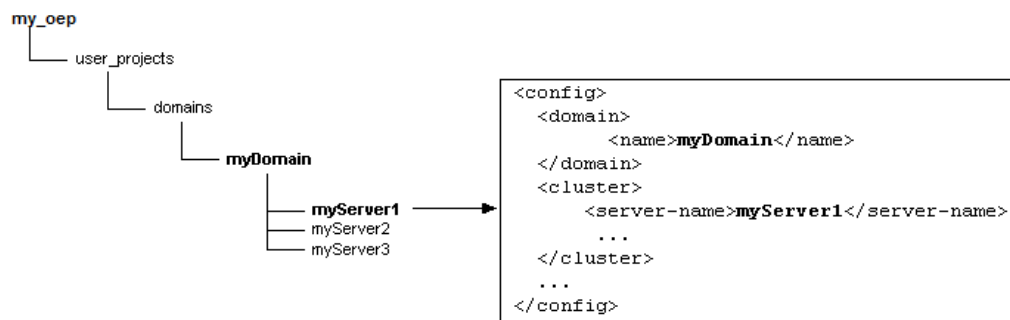 my_oep
user_projects
domains
myDomain
myServer1
myServer2
myServer3
<config>
<domain>
<name>myDomain</name>
</domain>
<cluster>
<server-name>myServer1</server-name>
...
</cluster>
...
</config>